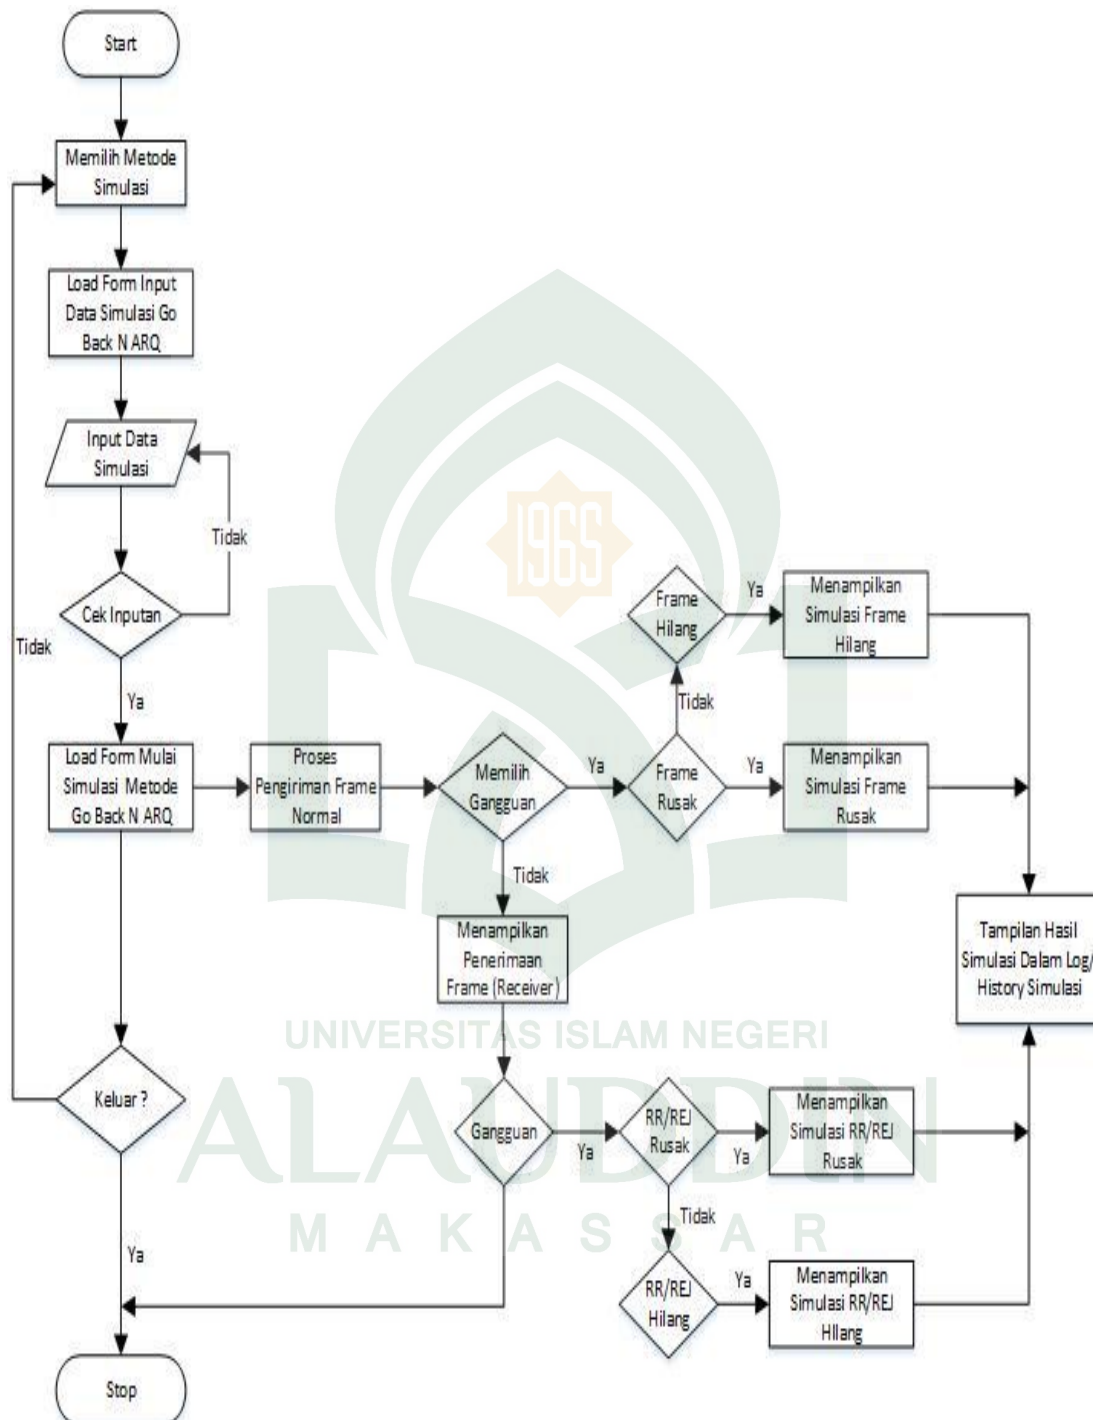 Start
Memilih Metode
Simulasi
Load Form Input
Data Simulasi Go
Back N ARQ
Input Data
Simulasi
Tidak
1965
Cek Inputan
Tidak
Ya
Frame
Hilang
Ya
Menampilkan
Simulasi Frame
Hilang
Tidak
Load Form Mulai
Simulasi Metode
Go Back N ARQ
Proses
Pengiriman Frame
Normal
Memilih
Gangguan
Ya
Frame
Rusak
Ya
Menampilkan
Simulasi Frame
Rusak
Tidak
Menampilkan
Penerimaan
Frame (Receiver)
Tampilan Hasil
Simulasi Dalam Log/
History Simulasi
UNIVERSITAS ISLAM NEGERI
ALAUDDIN
MAKASSAR
Keluar ?
Gangguan
Ya
RR/REJ
Rusak
Ya
Menampilkan
Simulasi RR/REJ
Rusak
Tidak
Ya
RR/REJ
Hilang
Ya
Menampilkan
Simulasi RR/REJ
HIlang
Stop